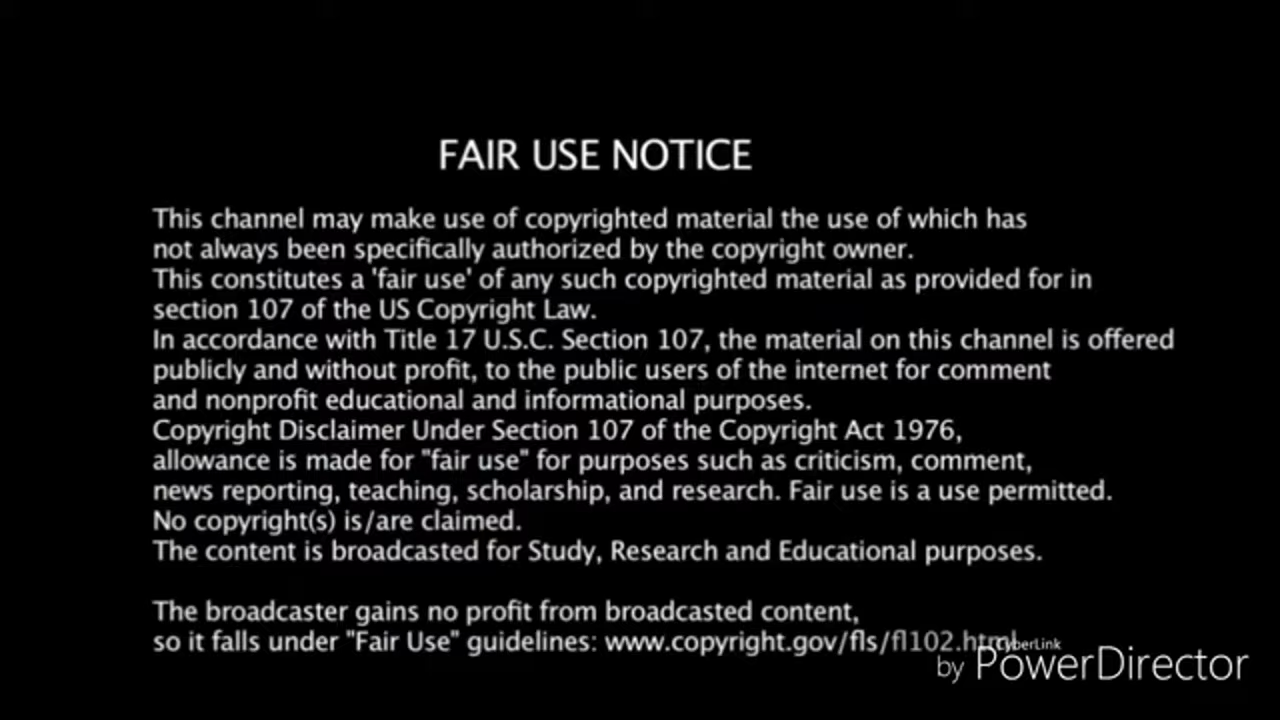 FAIR USE NOTICE
This channel may make use of copyrighted material the use of which has
not always been specifically authorized by the copyright owner.
This constitutes a 'fair use' of any such copyrighted material as provided for in
section 107 of the US Copyright Law.
In accordance with Title 17 U.S.C. Section 107, the material on this channel is offered
publicly and without profit, to the public users of the internet for comment
and nonprofit educational and informational purposes.
Copyright Disclaimer Under Section 107 of the Copyright Act 1976,
allowance is made for "fair use" for purposes such as criticism, comment,
news reporting, teaching, scholarship, and research. Fair use is a use permitted.
No copyright(s) is/are claimed.
The content is broadcasted for Study, Research and Educational purposes.
The broadcaster gains no profit from broadcasted content,
so it falls under "Fair Use" guidelines: www.copyright.gov/fls/fl102.html
CyberLink
by PowerDirector